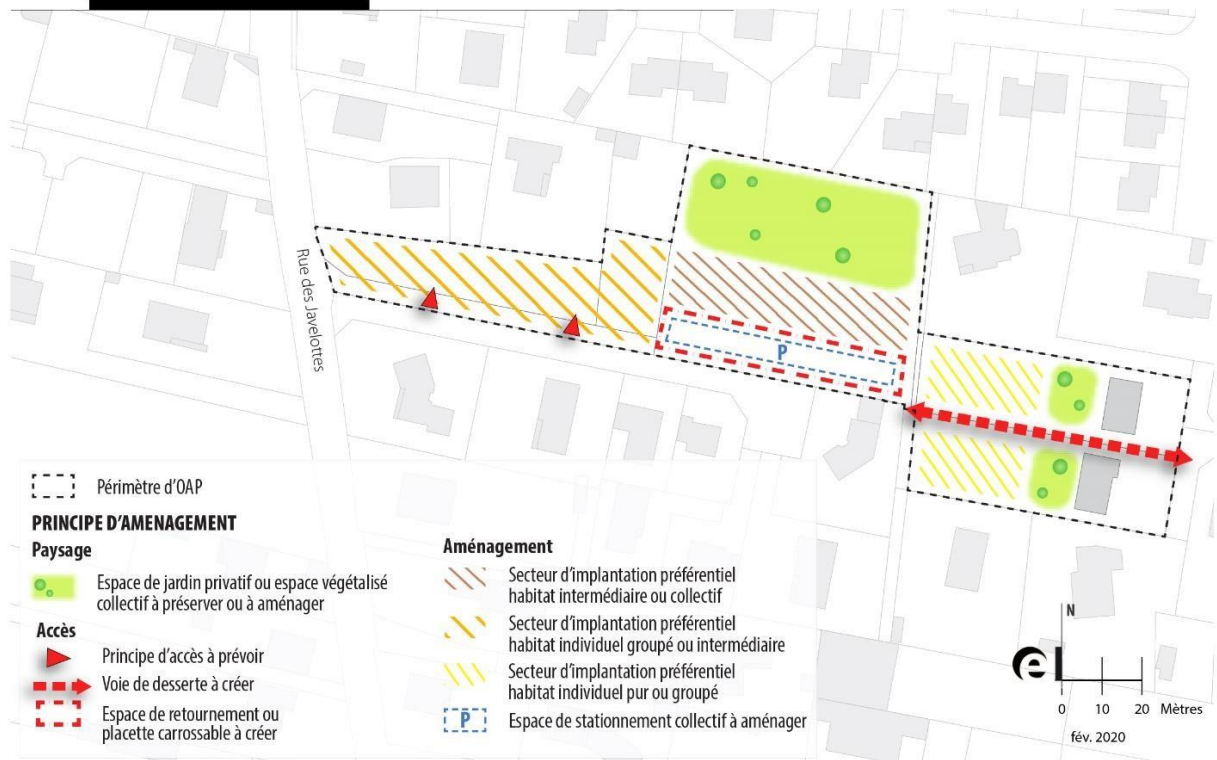 Rue des Javelottes
P
Périmètre d'OAP
PRINCIPE D'AMENAGEMENT
Paysage
Espace de jardin privatif ou espace végétalisé
collectif à préserver ou à aménager
Accès
Principe d'accès à prévoir
Voie de desserte à créer
Espace de retournement ou
placette carrossable à créer
Aménagement
Secteur d'implantation préférentiel
habitat intermédiaire ou collectif
Secteur d'implantation préférentiel
habitat individuel groupé ou intermédiaire
Secteur d'implantation préférentiel
habitat individuel pur ou groupé
P Espace de stationnement collectif à aménager
N
e
0 10 20 Mètres
fév. 2020